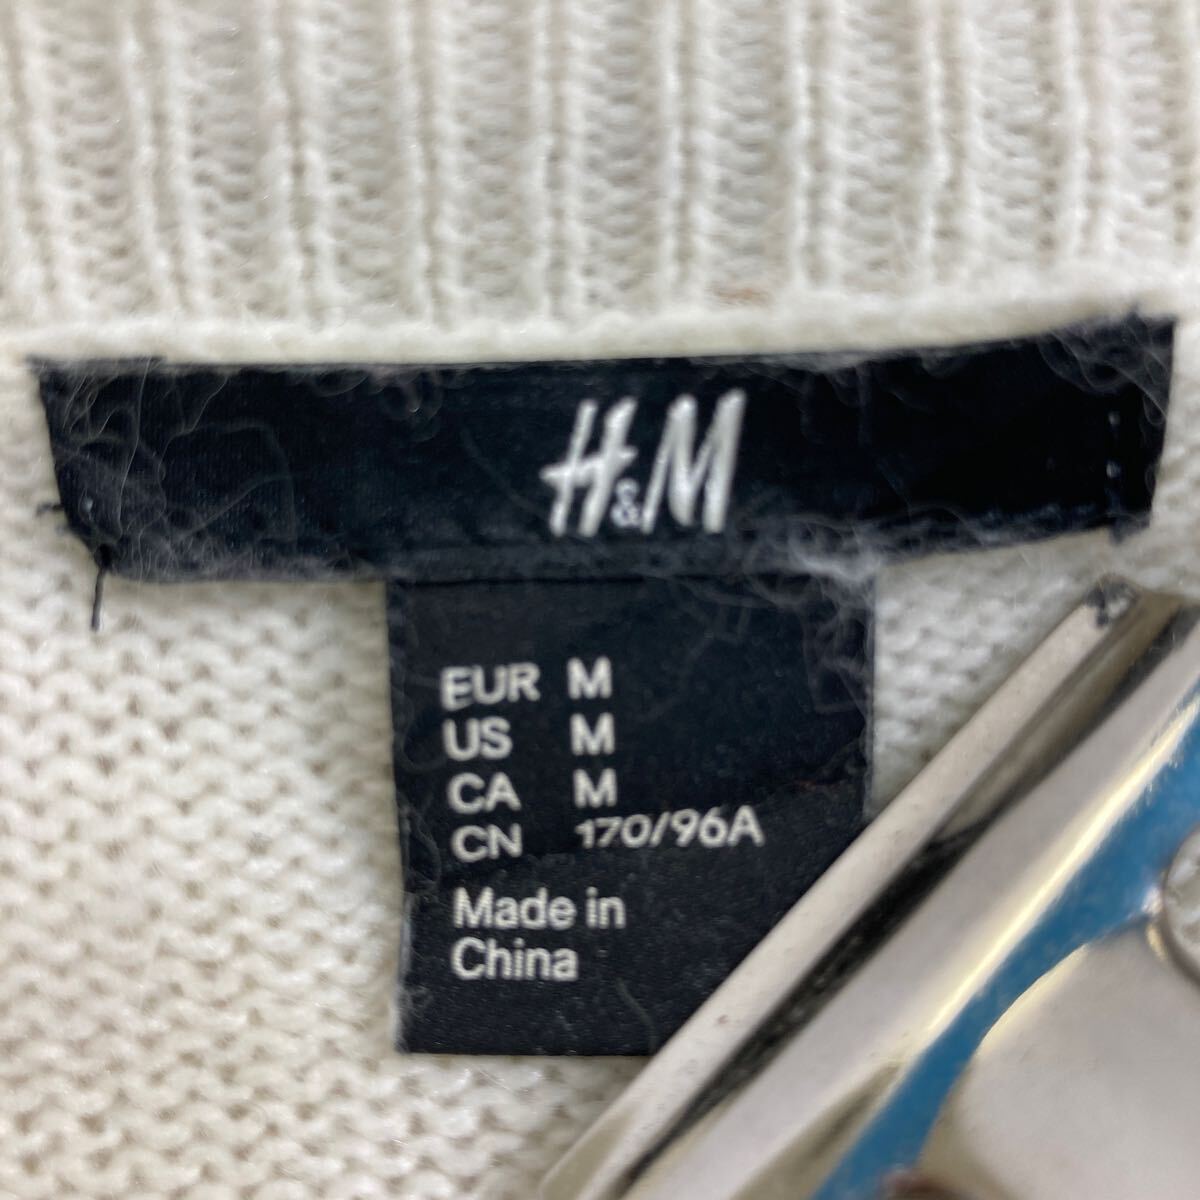 H&M
EUR M
US M
CA M
CN 170/96A
Made in
China